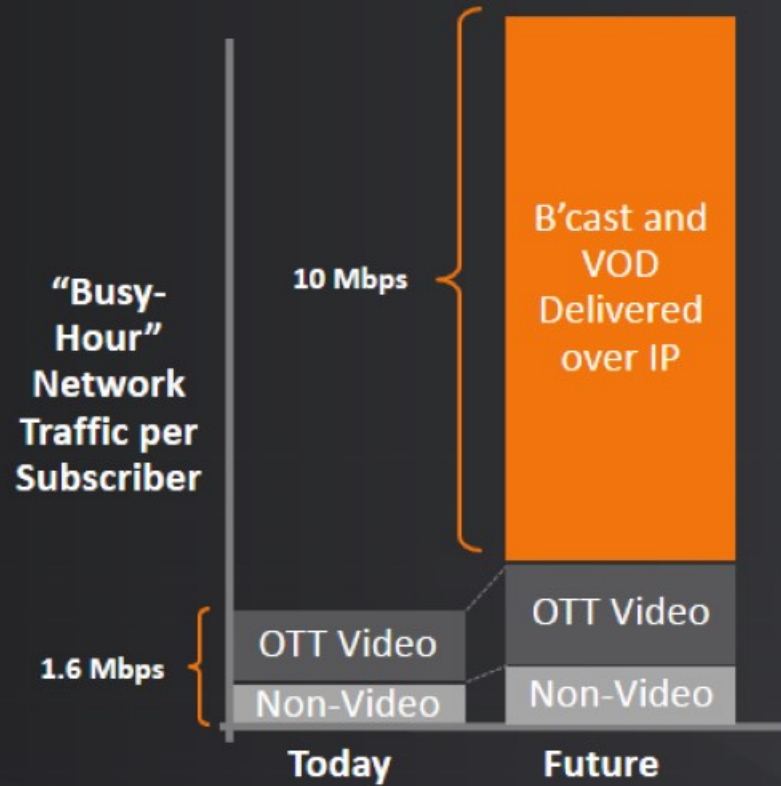 "Busy-
Hour"
Network
Traffic per
Subscriber
10 Mbps
1.6 Mbps
B'cast and
VOD
Delivered
over IP
OTT Video
Non-Video
OTT Video
Non-Video
Today
Future